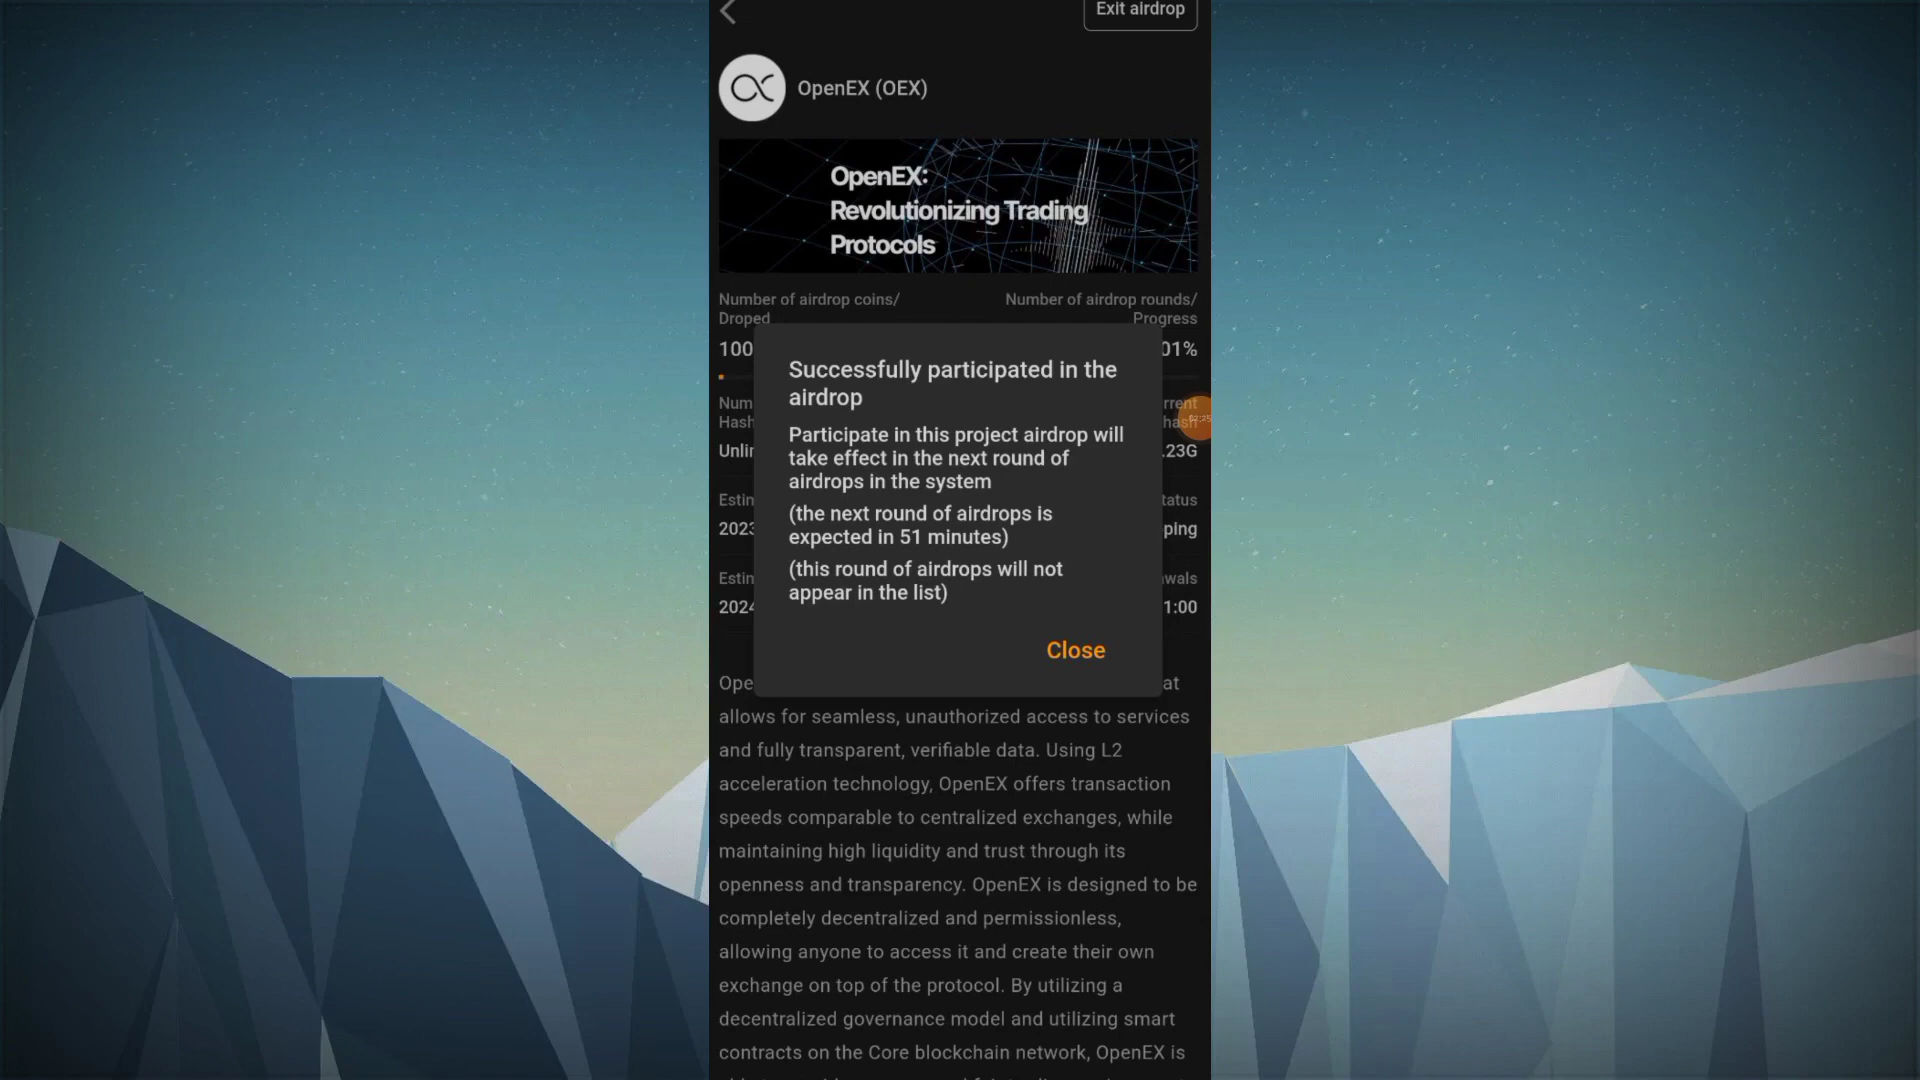 Exit airdrop
OpenEX (OEX)
OpenEX:
Revolutionizing Trading
Protocols
Number of airdrop coins/
Droped
Number of airdrop rounds/
Progress
100
01%
Successfully participated in the
airdrop
Participate in this project airdrop will
take effect in the next round of
airdrops in the system
(the next round of airdrops is
expected in 51 minutes)
(this round of airdrops will not
appear in the list)
Close
Num
Hash
rrent
hash
.23G
Estim
tatus
2023
ping
Estim
wals
2024
1:00
Ope
at
allows for seamless, unauthorized access to services
and fully transparent, verifiable data. Using L2
acceleration technology, OpenEX offers transaction
speeds comparable to centralized exchanges, while
maintaining high liquidity and trust through its
openness and transparency. OpenEX is designed to be
completely decentralized and permissionless,
allowing anyone to access it and create their own
exchange on top of the protocol. By utilizing a
decentralized governance model and utilizing smart
contracts on the Core blockchain network, OpenEX is